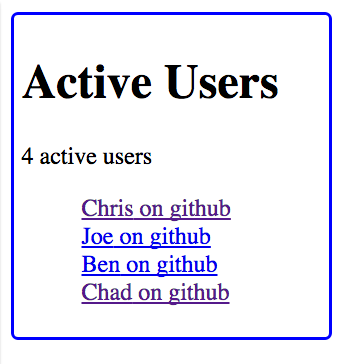 Active Users
4 active users
Chris on github
Joe on github
Ben on github
Chad on github